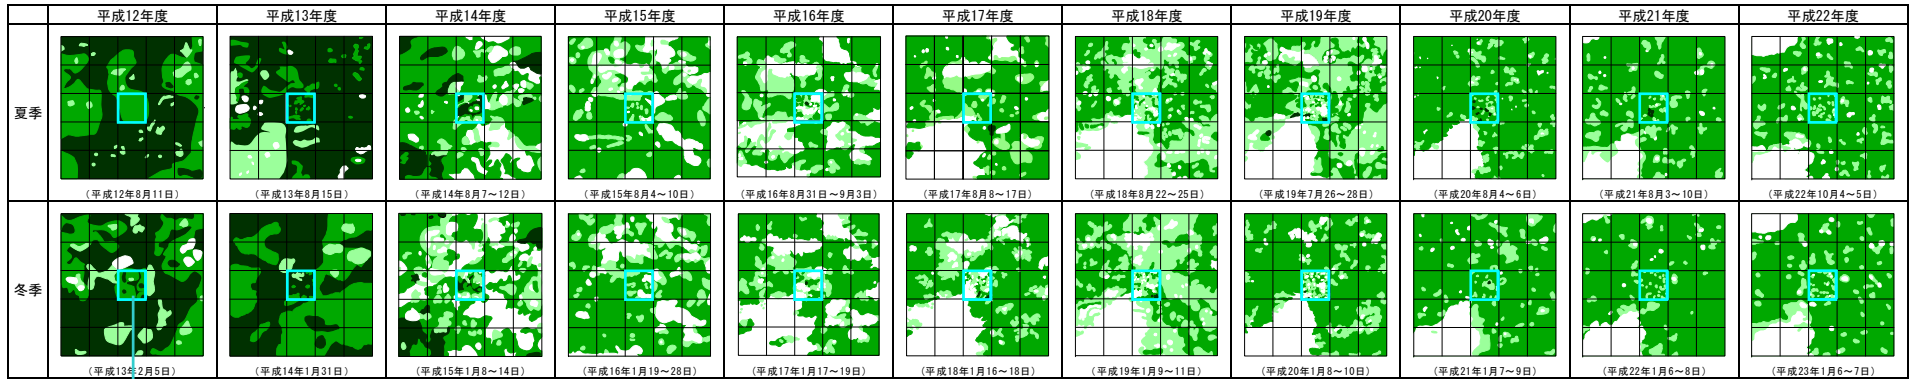 平成12年度 平成13年度 平成14年度 平成15年度 平成16年度 平成17年度 平成18年度 平成19年度 平成20年度 平成21年度 平成22年度
夏季
(平成12年8月11日) (平成13年8月15日) (平成14年8月7~12日) (平成15年8月4~10日) (平成16年8月31日~9月3日) (平成17年8月8~17日) (平成18年8月22~25日) (平成19年7月26~28日) (平成20年8月4~6日) (平成21年8月3~10日) (平成22年10月4~5日)
冬季
(平成13年2月5日) (平成14年1月31日) (平成15年1月8~14日) (平成16年1月19~28日) (平成17年1月17~19日) (平成18年1月16~18日) (平成19年1月9~11日) (平成20年1月8~10日) (平成21年1月7~9日) (平成22年1月6~8日) (平成23年1月6~7日)